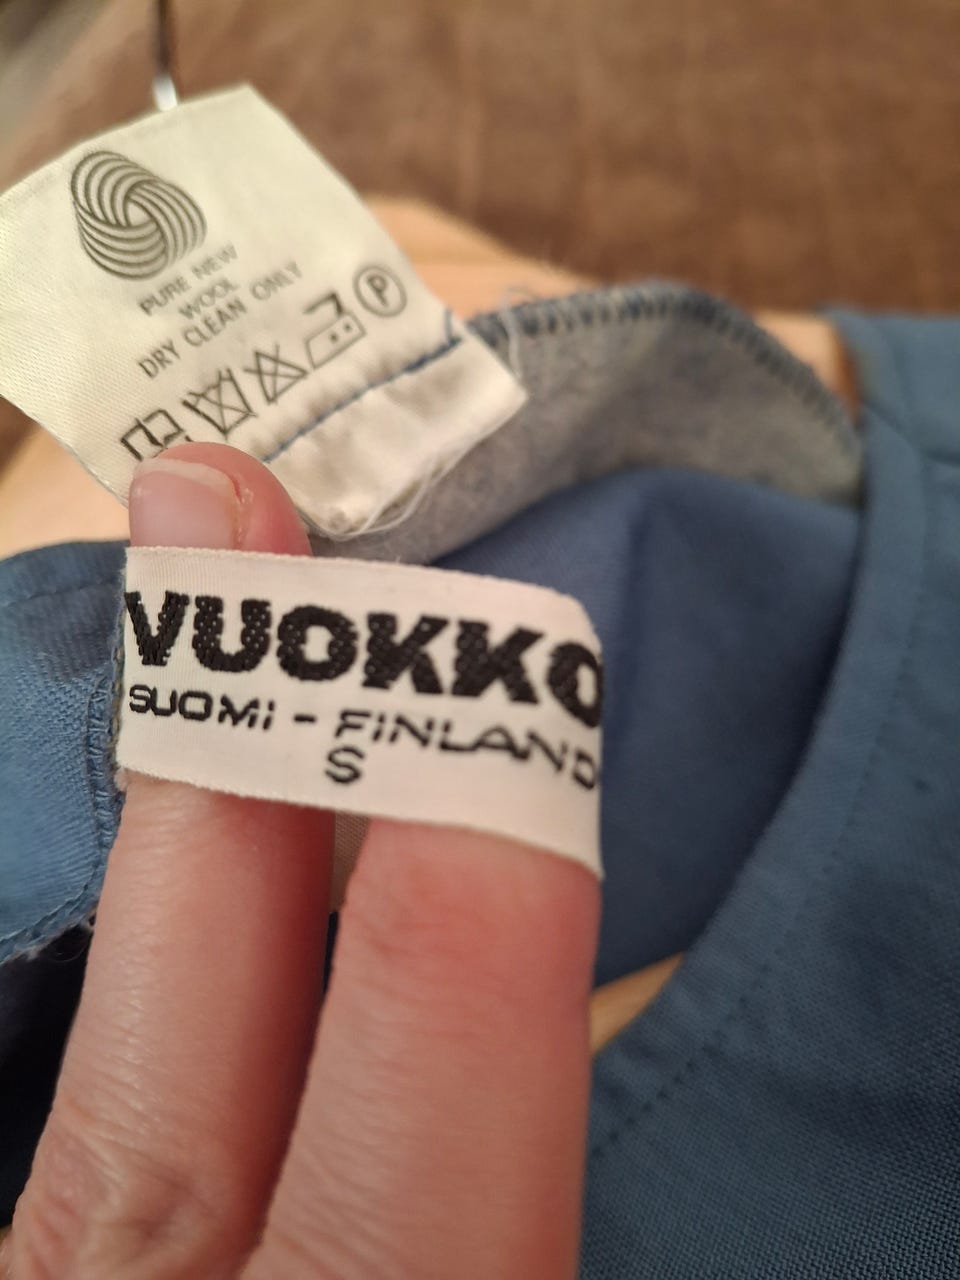 PURE NEW
WOOL
DRY CLEAN ONLY
P
VUOKKO
SUOMI - FINLAND
S